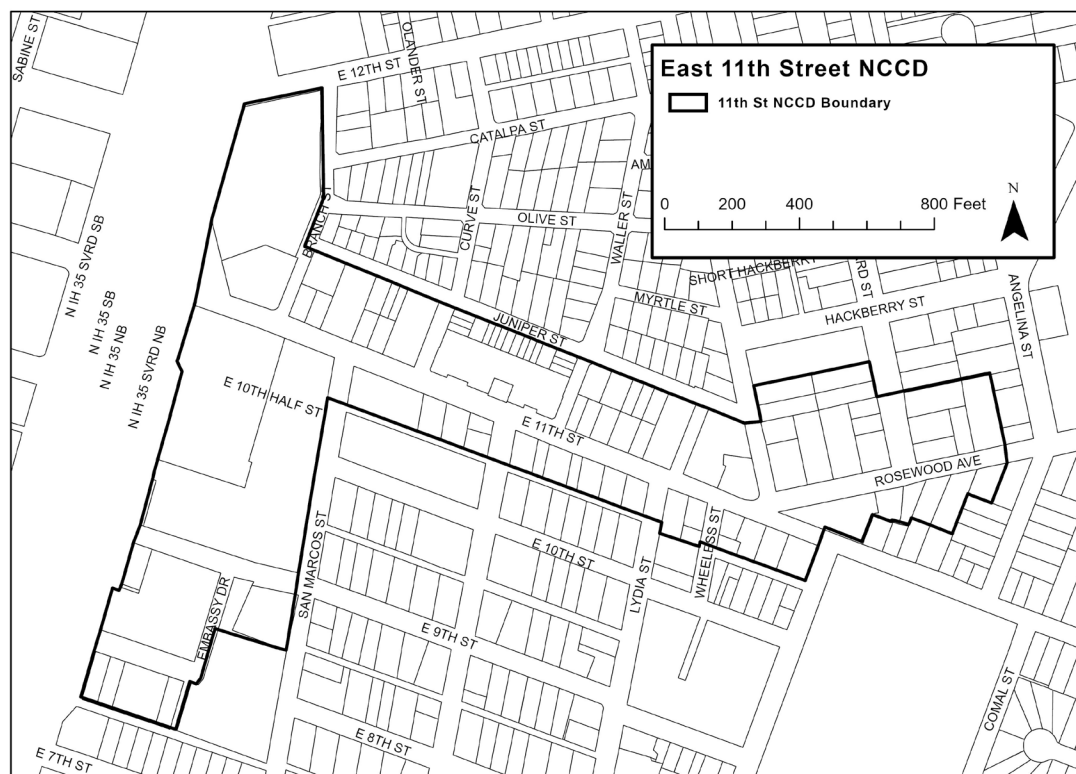 SABINE ST
OLANDER ST
E 12TH ST
East 11th Street NCCD
11th St NCCD Boundary
0 200 400 800 Feet
N
CATALPA ST
AM
BRANCH ST
CURVE ST
OLIVE ST
WALLER ST
SHORT HACKBERRY
RD ST
ANGELINA ST
N IH 35 SVRD SB
N IH 35 SB
N IH 35 NB
N IH 35 SVRD NB
JUNIPER ST
MYRTLE ST
HACKBERRY ST
E 10TH HALF ST
E 11TH ST
ROSEWOOD AVE
SAN MARCOS ST
E 10TH ST
WHEELESS ST
LYDIA ST
EMBASSY DR
E 9TH ST
COMAL ST
E 8TH ST
E 7TH ST